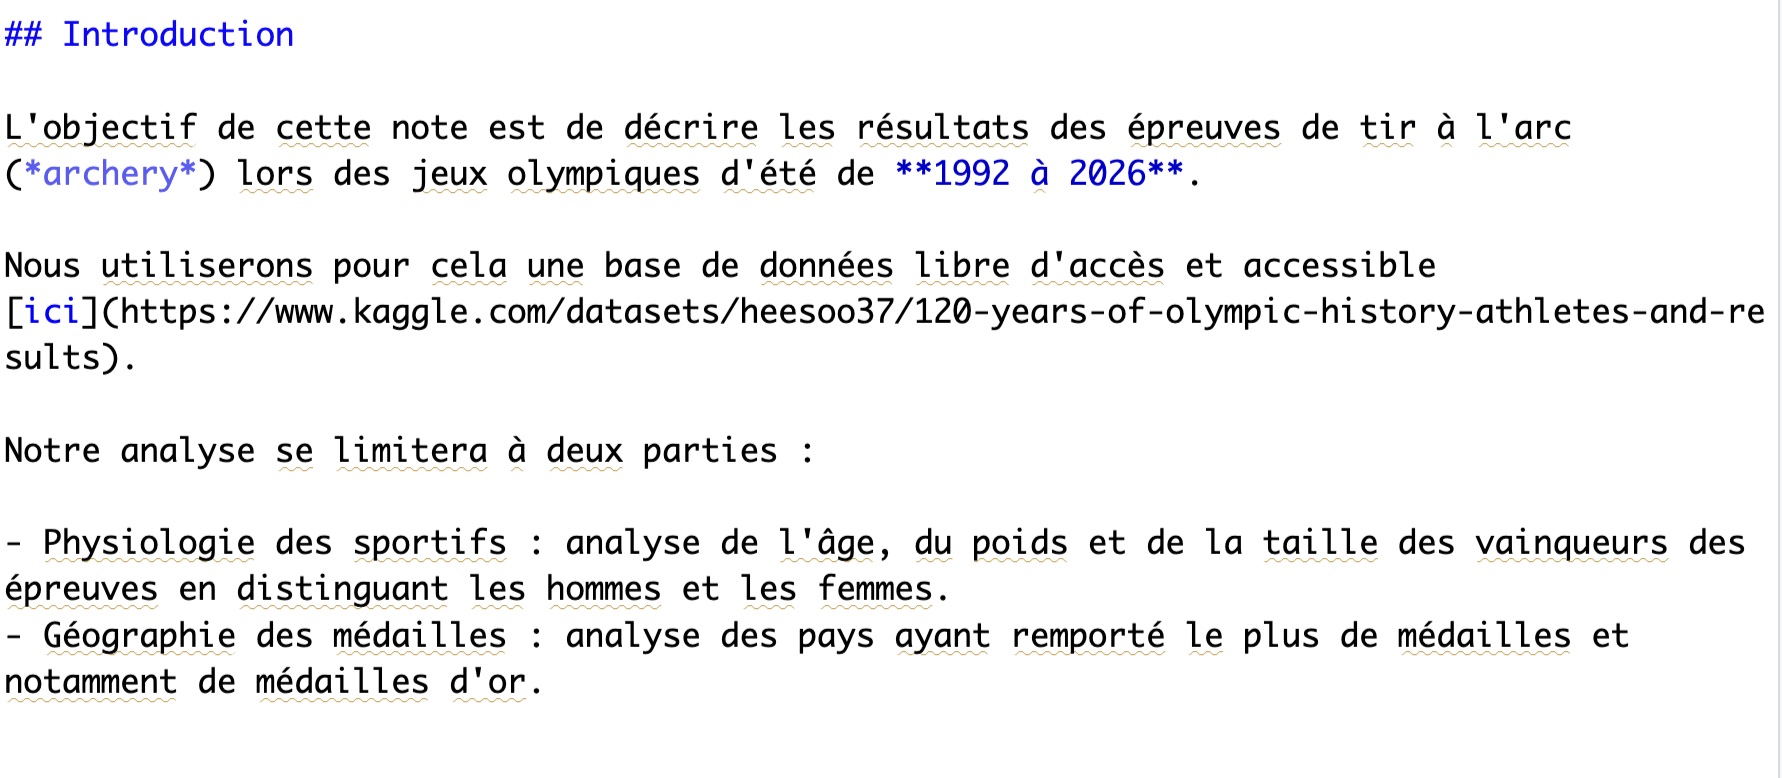 ## Introduction
L'objectif de cette note est de décrire les résultats des épreuves de tir à l'arc
(*archery*) lors des jeux olympiques d'été de **1992 à 2026**.
Nous utiliserons pour cela une base de données libre d'accès et accessible
[ici](https://www.kaggle.com/datasets/heesoo37/120-years-of-olympic-history-athletes-and-re
sults).
Notre analyse se limitera à deux parties :
- Physiologie des sportifs : analyse de l'âge, du poids et de la taille des vainqueurs des
épreuves en distinguant les hommes et les femmes.
- Géographie des médailles : analyse des pays ayant remporté le plus de médailles et
notamment de médailles d'or.